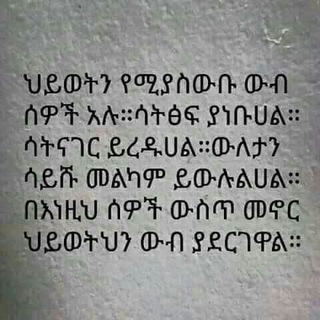 ህይወትን የሚያስውቡ ውብ
ሰዎች አሉ።ሳትፅፍ ያነቡሀል።
ሳትናገር ይረዱሀል።ውለታን
ሳይሹ መልካም ይውሉልሀል።
በእነዚህ ሰዎች ውስጥ መኖር
ህይወትህን ውብ ያደርገዋል።